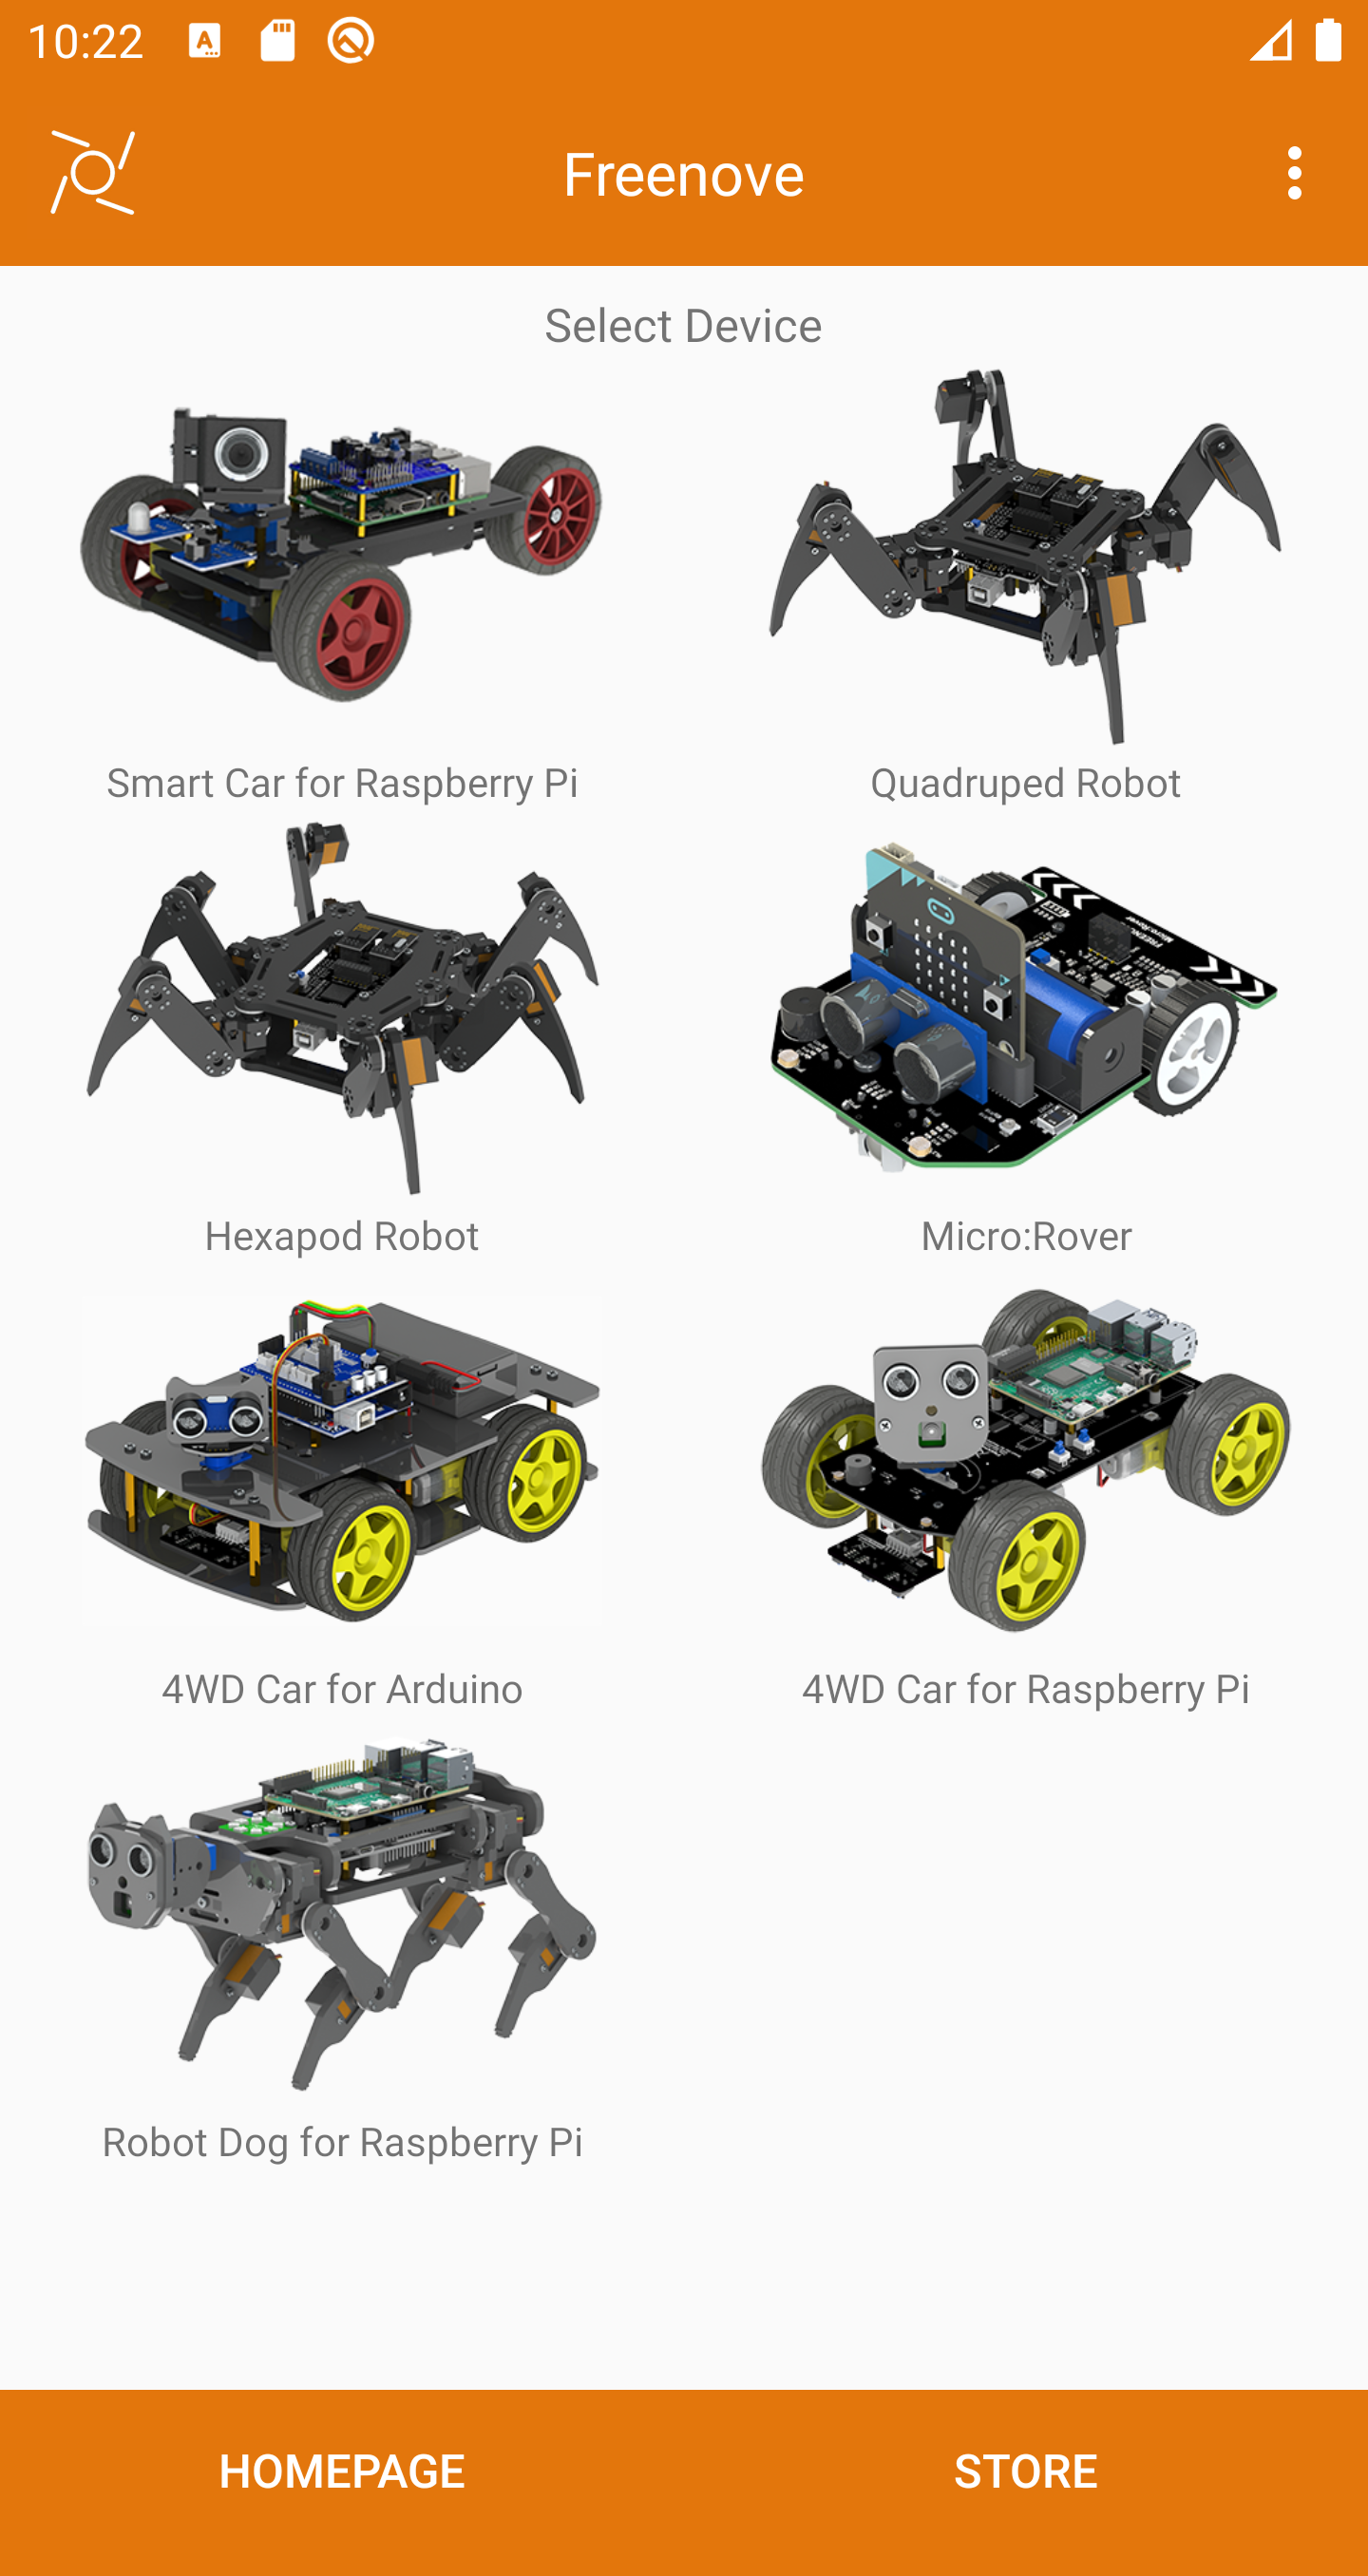 10:22
Freenove
Select Device
Smart Car for Raspberry Pi
Quadruped Robot
Hexapod Robot
Micro:Rover
4WD Car for Arduino
4WD Car for Raspberry Pi
Robot Dog for Raspberry Pi
HOMEPAGE
STORE